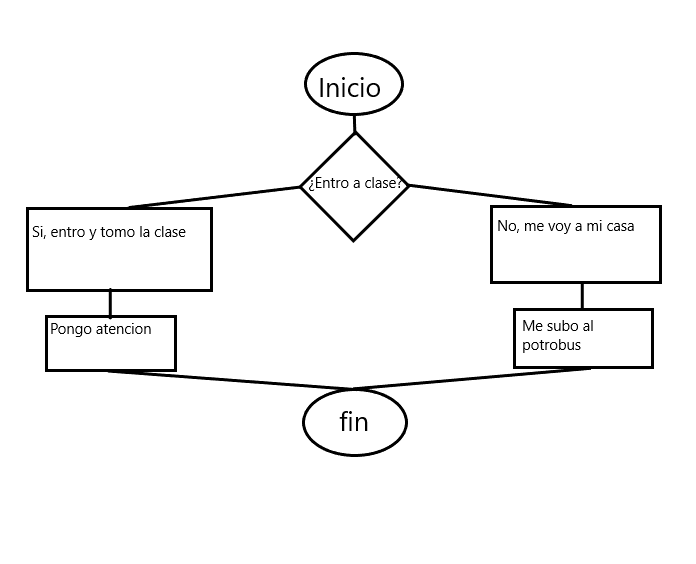 Inicio
¿Entro a clase?
Si, entro y tomo la clase
No, me voy a mi casa
Pongo atencion
Me subo al
potrobus
fin